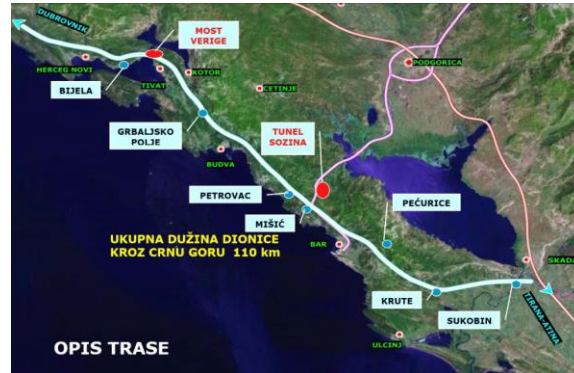 DUBROVNIK
MOST
VERIGE
HERCEG NOVI
BIJELA
TIVAT
KOTOR
PODGORICA
CETINJE
GRBALJSKO
POLJE
TUNEL
SOZINA
BUDVA
PETROVAC
PEĆURICE
MIŠIĆ
UKUPNA DUŽINA DIONICE
KROZ CRNU GORU 110 km
BAR
SKADA
KRUTE
SUKOBIN
TIRANA-ATINA
OPIS TRASE
ULCINJ